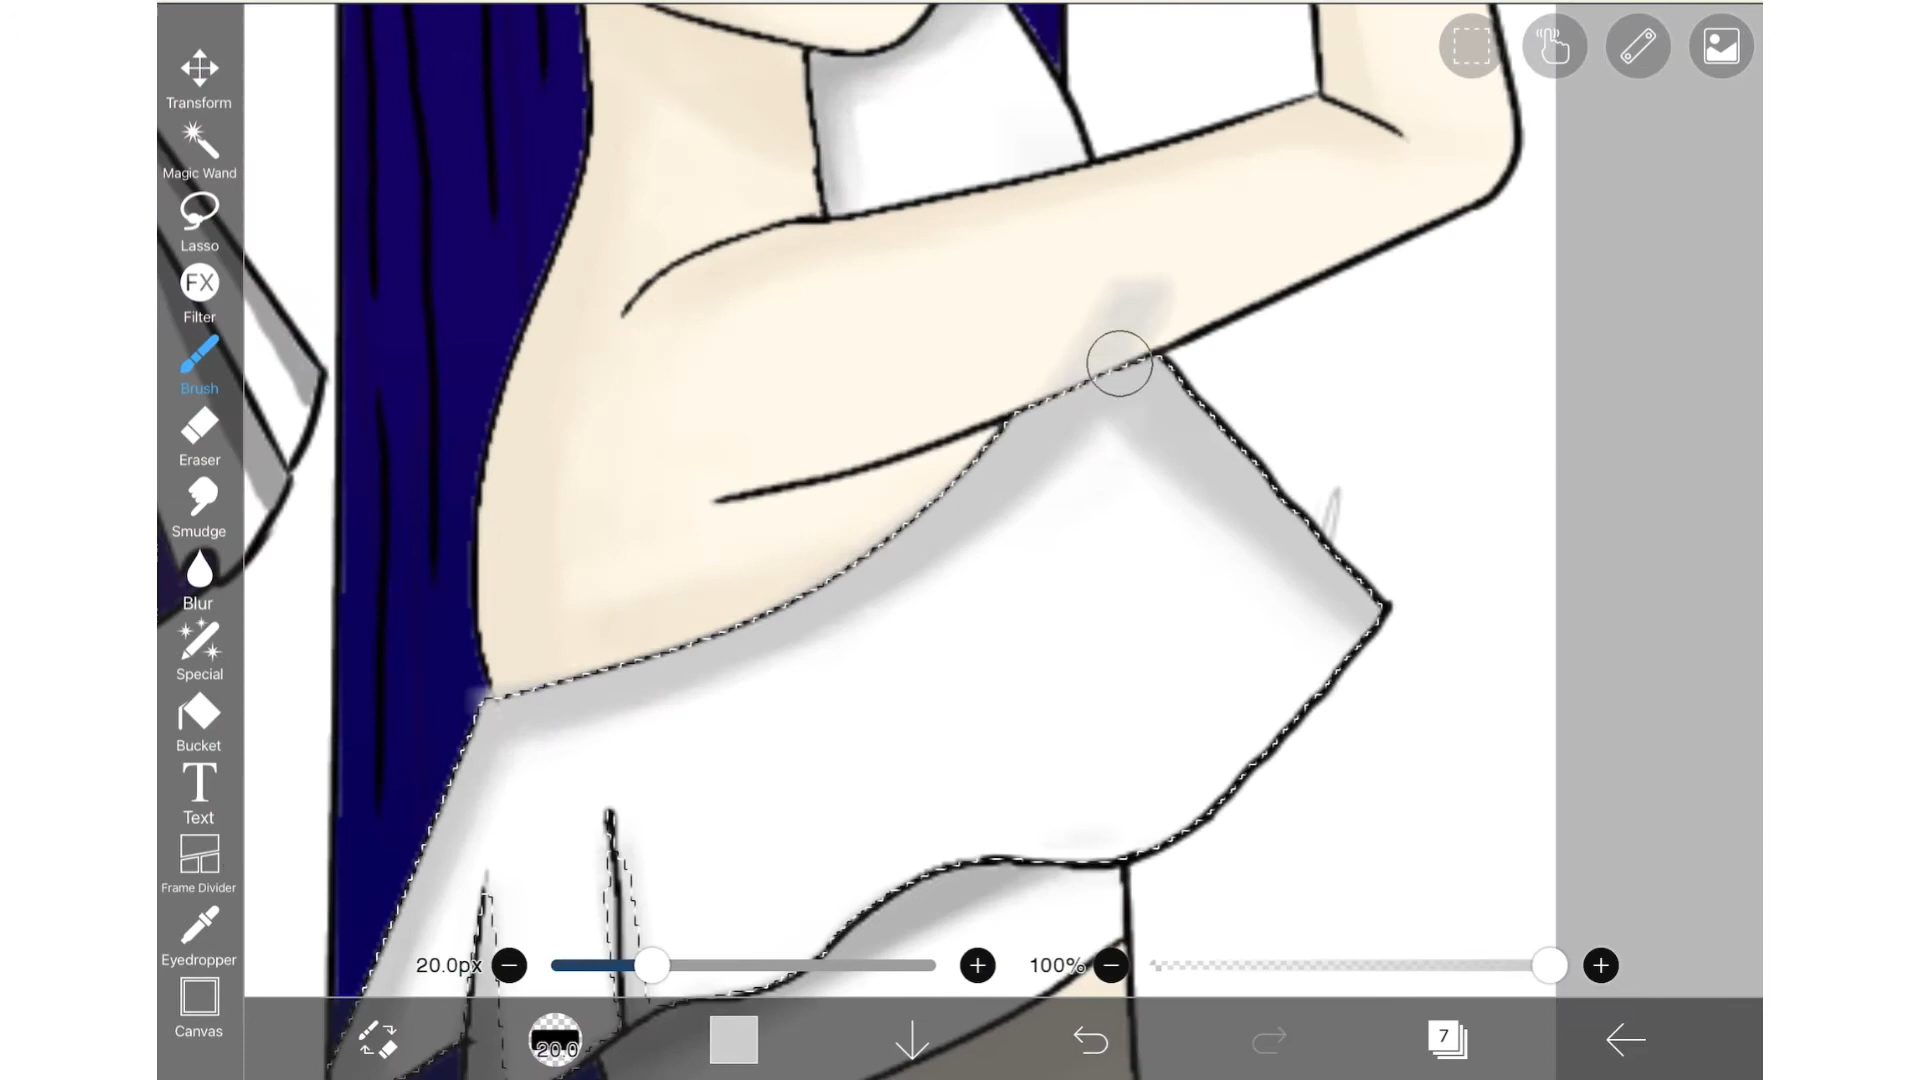 Transform
Magic Wand
Lasso
FX
Filter
Brush
Eraser
Smudge
Blur
Special
Bucket
T
Text
Frame Divider
Eyedropper
Canvas
20.0px
100%
20.0
7